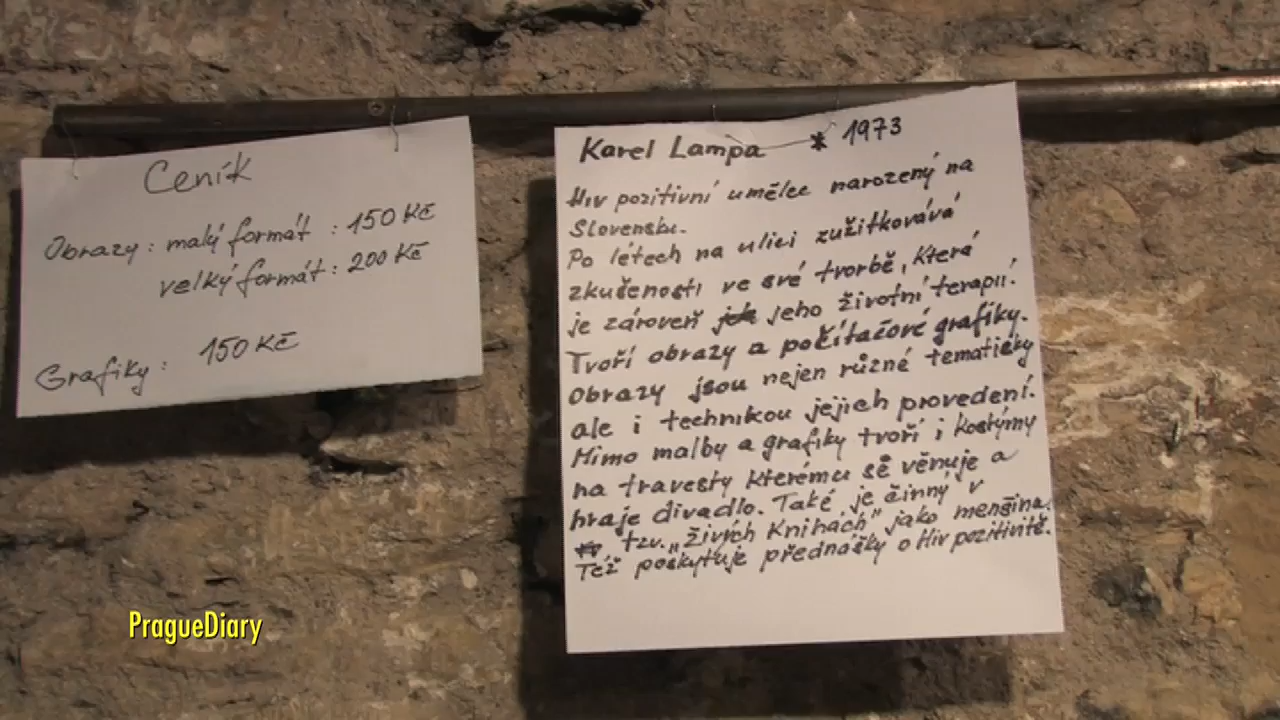 Ceník
Obrazy : malý formát : 150 Kč
velký formát : 200 Kč
Grafiky : 150 Kč
Karel Lampa * 1973
Hiv pozitivní umělec narozený na
Slovensku.
Po létech na ulici zužitkovává
zkušenosti ve své tvorbě, která
je zároveň jeho životní terapií.
Tvoří obrazy a počítačové grafiky.
Obrazy jsou nejen různé tematicky
ale i technikou jejich provedení.
Mimo malby a grafiky tvoří i kostýmy
na travesty kterému sě věnuje a
hraje divadlo. Také je činný v
tzv. „živých Knihách" jako menšina.
Též poskytuje přednášky o Hiv pozitivitě.
PragueDiary